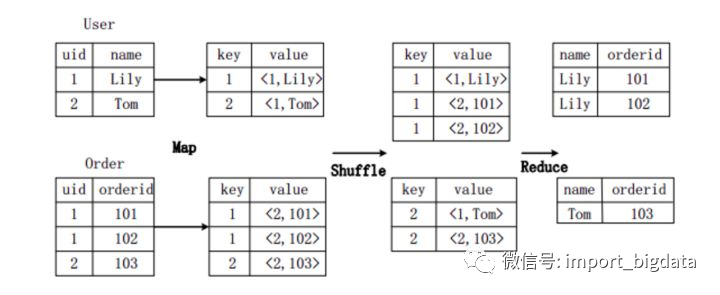 User
uid name
1 Lily
2 Tom
key value
1 <1,Lily>
2 <1,Tom>
Order
uid orderid
1 101
1 102
2 103
key value
1 <2,101>
1 <2,102>
2 <2,103>
Map
Shuffle
key value
1 <1,Lily>
1 <2,101>
1 <2,102>
key value
2 <1,Tom>
2 <2,103>
Reduce
name orderid
Lily 101
Lily 102
name orderid
Tom 103
微信号: import_bigdata